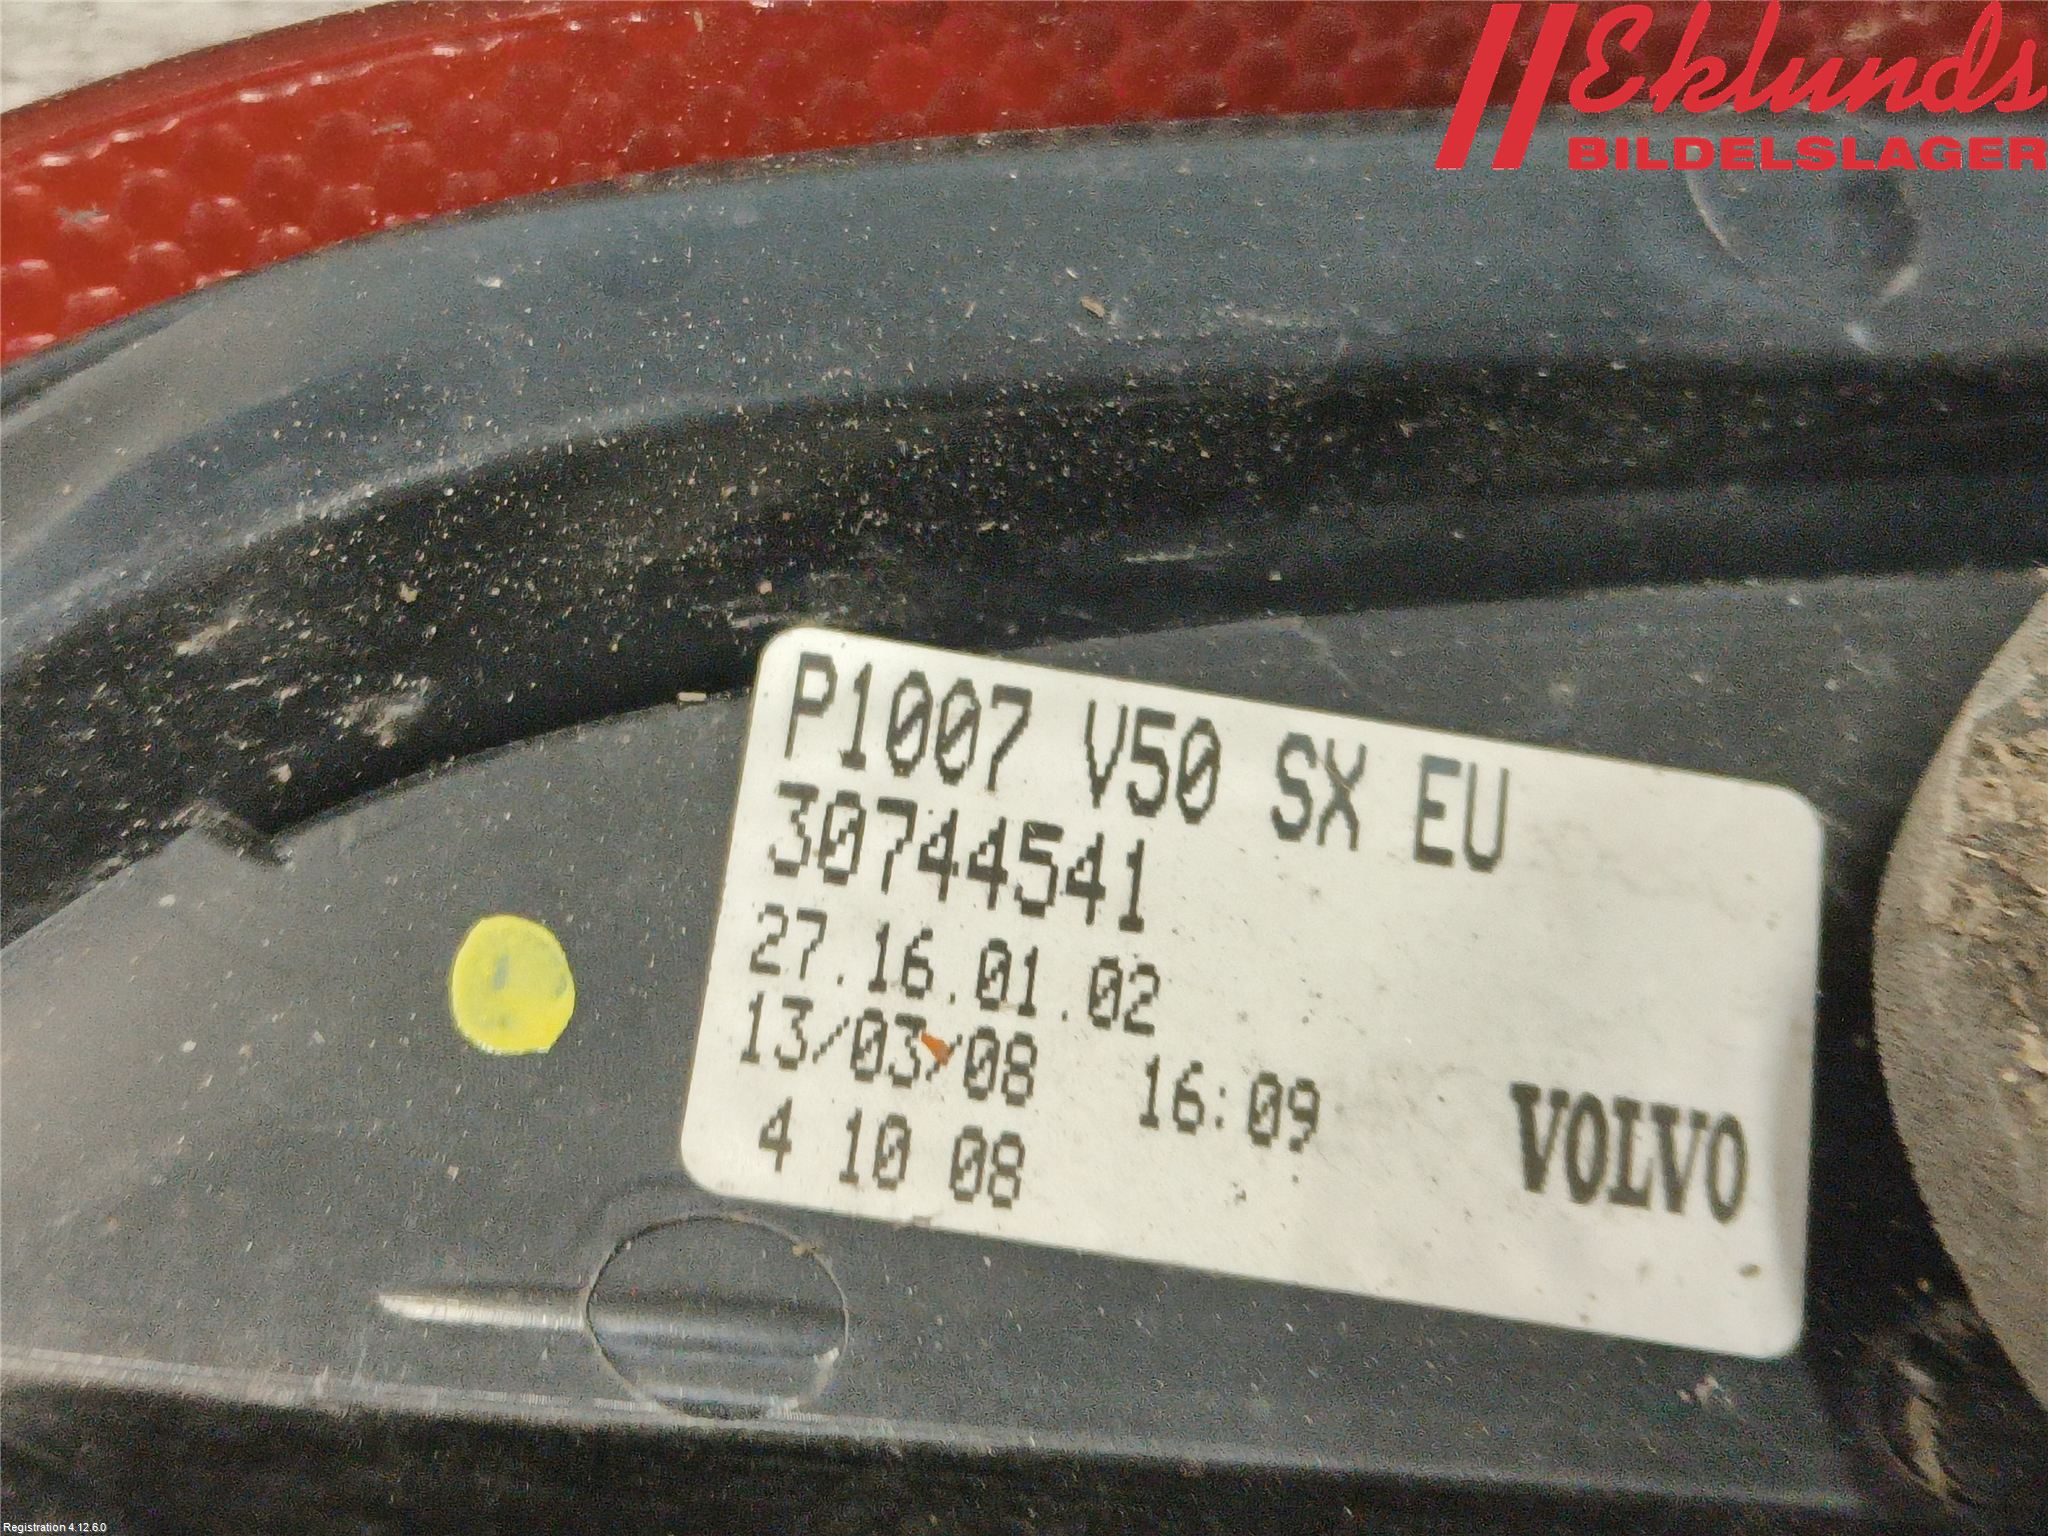 Eklunds
BILDELSLAGER
P1007 V50 SX EU
30744541
27.16.01.02
13/03/08 16:09
4 10 08
VOLVO
Registration 4.12.6.0